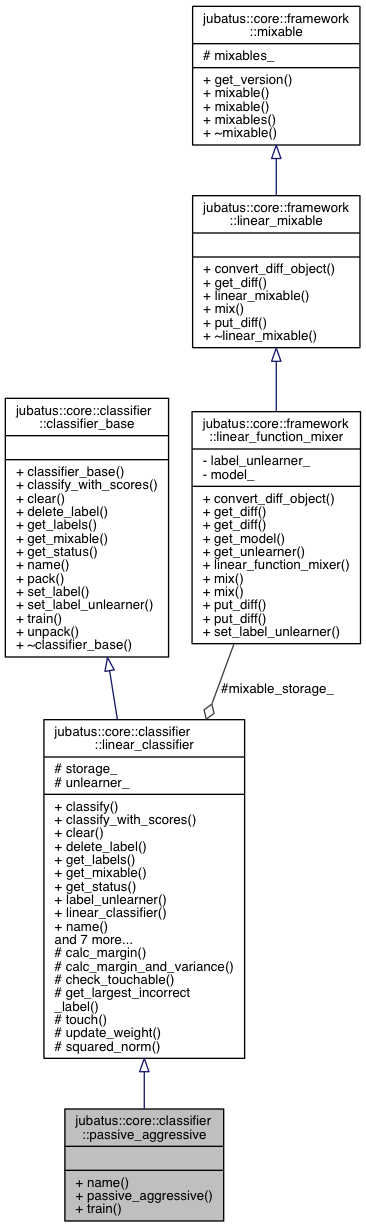 jubatus::core::framework
::mixable
# mixables_
+ get_version()
+ mixable()
+ mixable()
+ mixables()
+ ~mixable()
jubatus::core::framework
::linear_mixable
+ convert_diff_object()
+ get_diff()
+ linear_mixable()
+ mix()
+ put_diff()
+ ~linear_mixable()
jubatus::core::classifier
::classifier_base
+ classifier_base()
+ classify_with_scores()
+ clear()
+ delete_label()
+ get_labels()
+ get_mixable()
+ get_status()
+ name()
+ pack()
+ set_label()
+ set_label_unlearner()
+ train()
+ unpack()
+ ~classifier_base()
jubatus::core::framework
::linear_function_mixer
- label_unlearner_
- model_
+ convert_diff_object()
+ get_diff()
+ get_diff()
+ get_model()
+ get_unlearner()
+ linear_function_mixer()
+ mix()
+ mix()
+ put_diff()
+ put_diff()
+ set_label_unlearner()
#mixable_storage_
jubatus::core::classifier
::linear_classifier
# storage_
# unlearner_
+ classify()
+ classify_with_scores()
+ clear()
+ delete_label()
+ get_labels()
+ get_mixable()
+ get_status()
+ label_unlearner()
+ linear_classifier()
+ name()
and 7 more...
# calc_margin()
# calc_margin_and_variance()
# check_touchable()
# get_largest_incorrect
_label()
# touch()
# update_weight()
# squared_norm()
jubatus::core::classifier
::passive_aggressive
+ name()
+ passive_aggressive()
+ train()